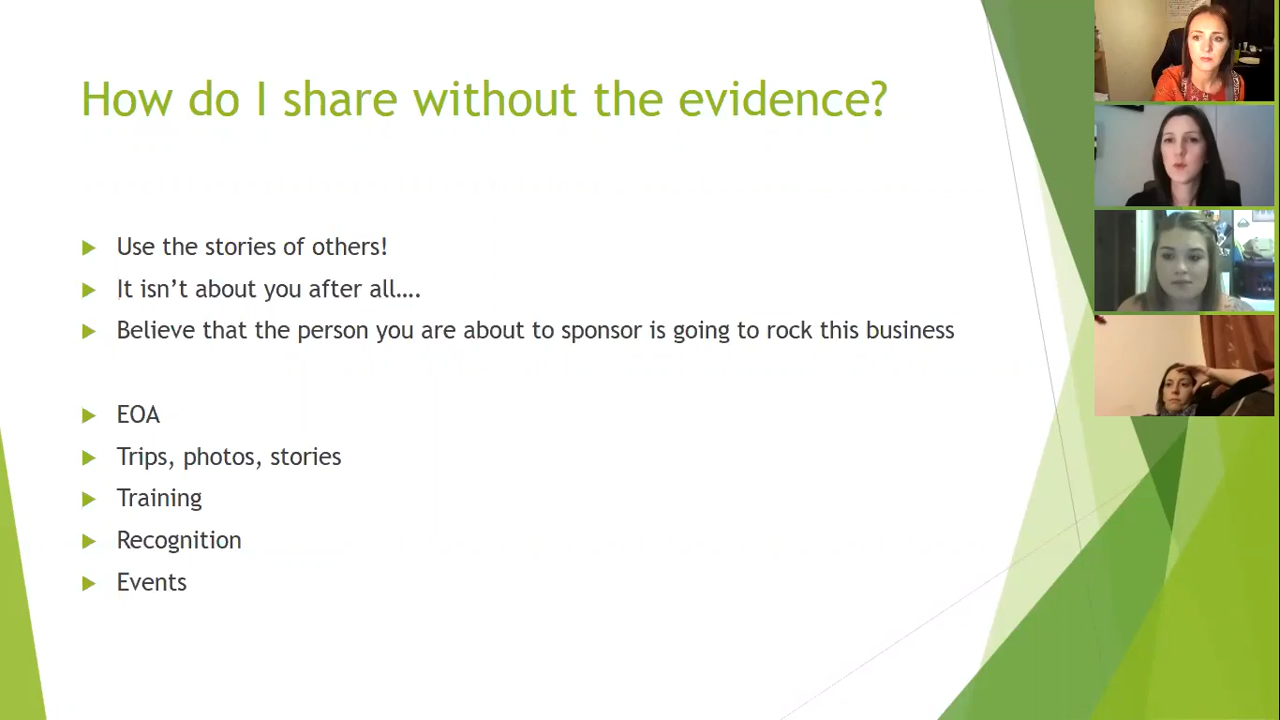 How do I share without the evidence?
Use the stories of others!
It isn’t about you after all….
Believe that the person you are about to sponsor is going to rock this business
EOA
Trips, photos, stories
Training
Recognition
Events